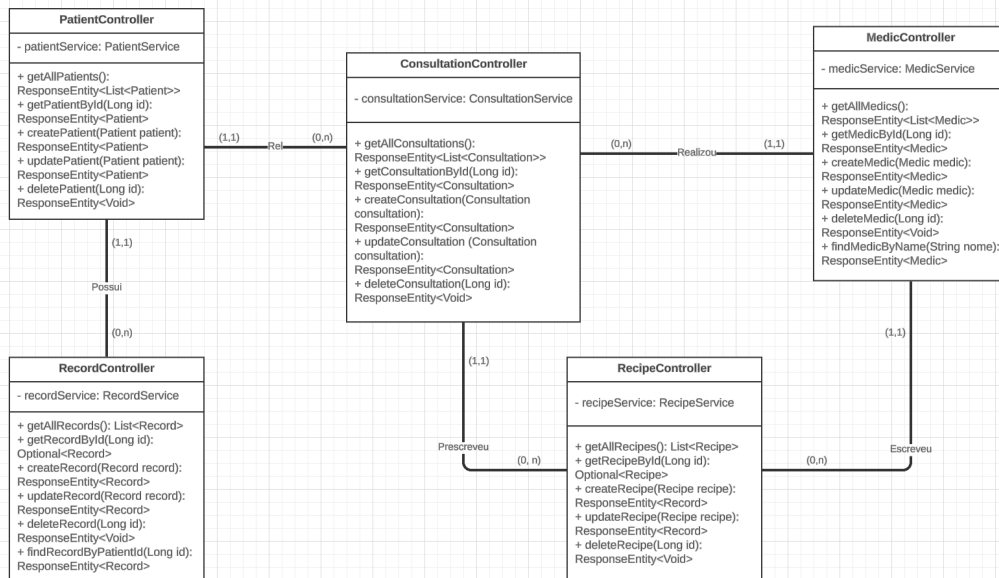 PatientController
- patientService: PatientService
+ getAllPatients():
ResponseEntity<List<Patient>>
+ getPatientById(Long id):
ResponseEntity<Patient>
+ createPatient(Patient patient):
ResponseEntity<Patient>
+ updatePatient(Patient patient):
ResponseEntity<Patient>
+ deletePatient(Long id):
ResponseEntity<Void>
(1,1)
Rel
(0,n)
ConsultationController
- consultationService: ConsultationService
+ getAllConsultations():
ResponseEntity<List<Consultation>>
+ getConsultationById(Long id):
ResponseEntity<Consultation>
+ createConsultation(Consultation
consultation):
ResponseEntity<Consultation>
+ updateConsultation (Consultation
consultation):
ResponseEntity<Consultation>
+ deleteConsultation(Long id):
ResponseEntity<Void>
(0,n)
Realizou
(1,1)
MedicController
- medicService: MedicService
+ getAllMedics():
ResponseEntity<List<Medic>>
+ getMedicById(Long id):
ResponseEntity<Medic>
+ createMedic(Medic medic):
ResponseEntity<Medic>
+ updateMedic(Medic medic):
ResponseEntity<Medic>
+ deleteMedic(Long id):
ResponseEntity<Void>
+ findMedicByName(String nome):
ResponseEntity<Medic>
(1,1)
Possui
(0,n)
RecordController
- recordService: RecordService
+ getAllRecords(): List<Record>
+ getRecordById(Long id):
Optional<Record>
+ createRecord(Record record):
ResponseEntity<Record>
+ updateRecord(Record record):
ResponseEntity<Record>
+ deleteRecord(Long id):
ResponseEntity<Void>
+ findRecordByPatientId(Long id):
ResponseEntity<Record>
(1,1)
Prescreveu
(0, n)
RecipeController
- recipeService: RecipeService
+ getAllRecipes(): List<Recipe>
+ getRecipeById(Long id):
Optional<Recipe>
+ createRecipe(Recipe recipe):
ResponseEntity<Record>
+ updateRecipe(Recipe recipe):
ResponseEntity<Record>
+ deleteRecipe(Long id):
ResponseEntity<Void>
(1,1)
Escreveu
(0,n)